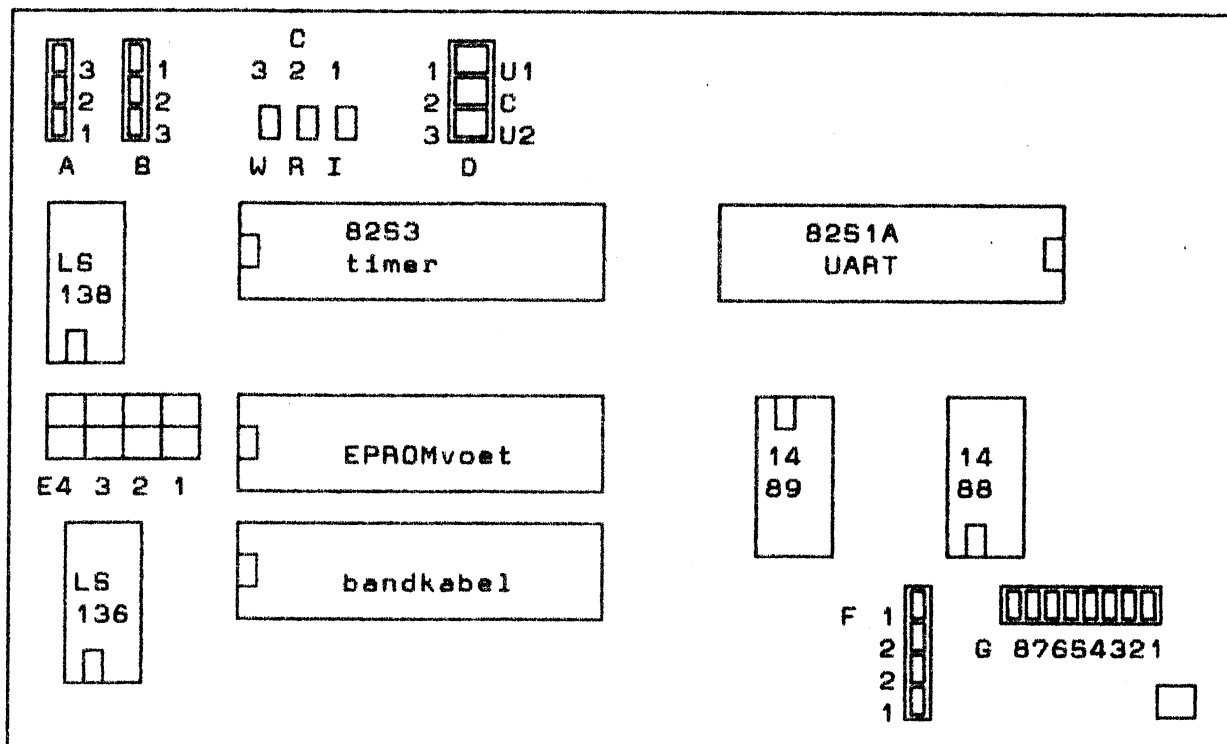 C
3 2 1
W R I
3
2
1
A
1
2
3
B
1 U1
2 C
3 U2
D
LS
138
8253
timer
8251A
UART
E4 3 2 1
EPROMvoet
14
89
14
88
LS
136
bandkabel
F 1
2
2
1
G 87654321